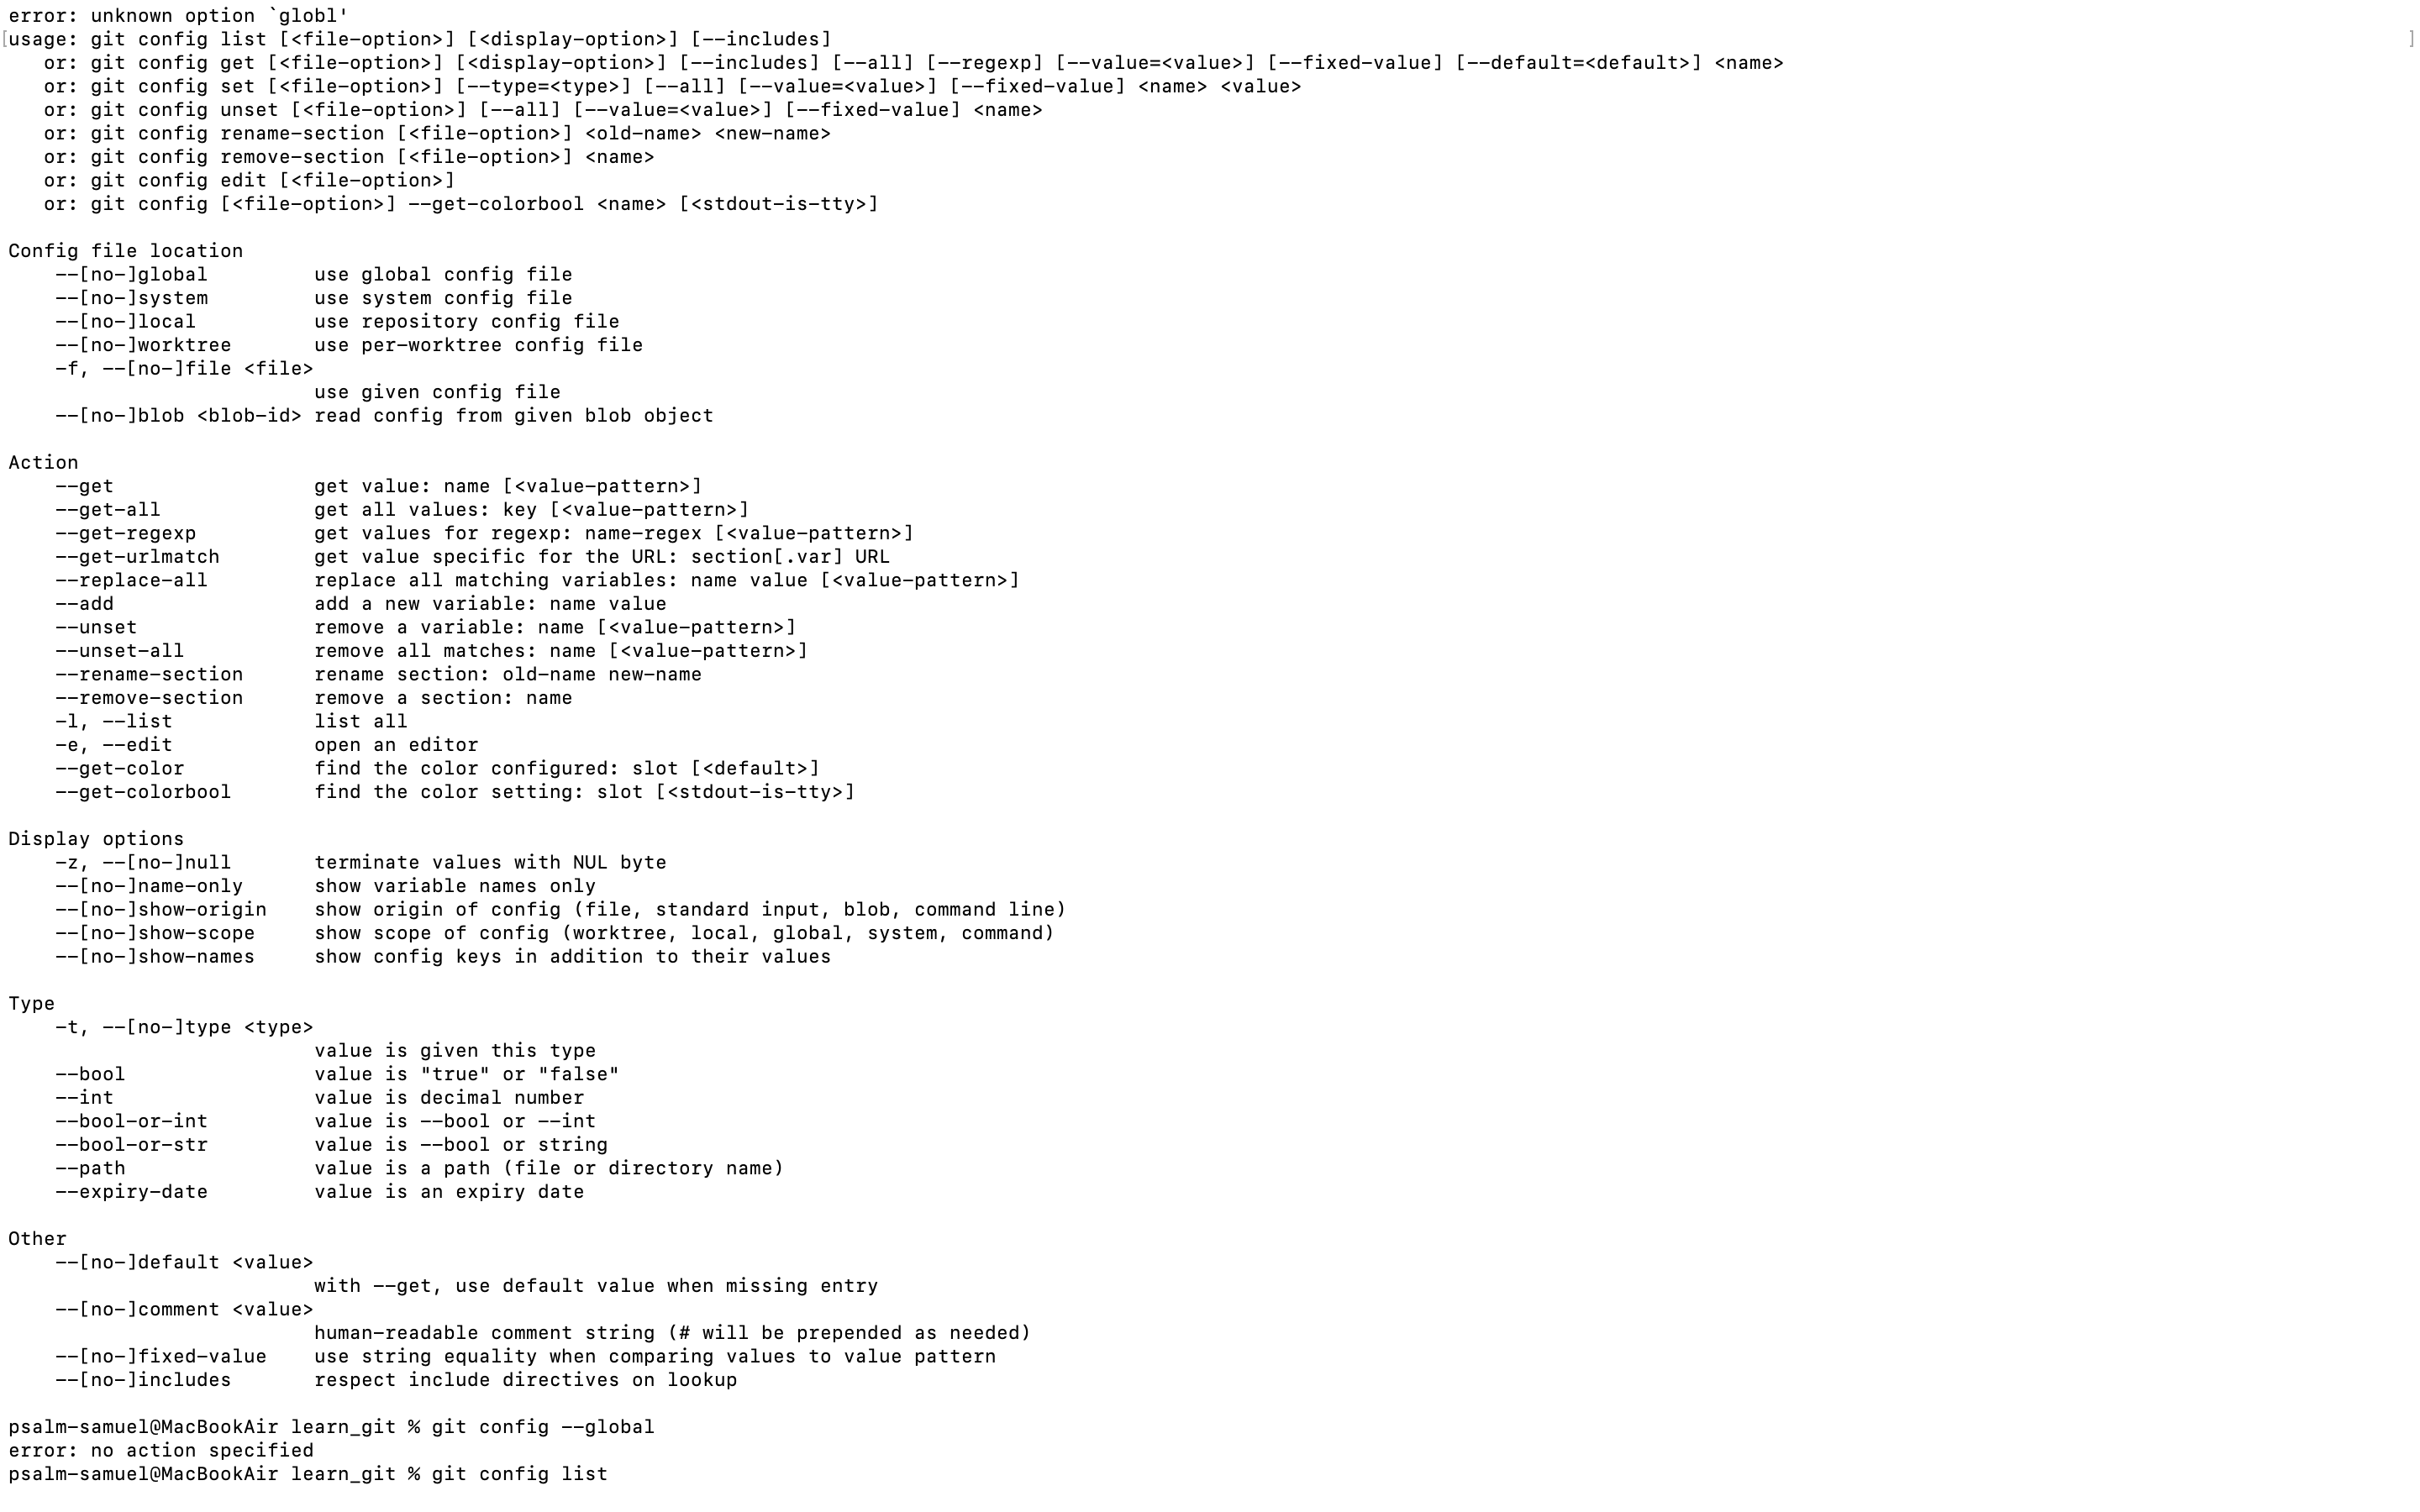 error: unknown option `globl'
[usage: git config list [<file-option>] [<display-option>] [--includes] ]
   or: git config get [<file-option>] [<display-option>] [--includes] [--all] [--regexp] [--value=<value>] [--fixed-value] [--default=<default>] <name>
   or: git config set [<file-option>] [--type=<type>] [--all] [--value=<value>] [--fixed-value] <name> <value>
   or: git config unset [<file-option>] [--all] [--value=<value>] [--fixed-value] <name>
   or: git config rename-section [<file-option>] <old-name> <new-name>
   or: git config remove-section [<file-option>] <name>
   or: git config edit [<file-option>]
   or: git config [<file-option>] --get-colorbool <name> [<stdout-is-tty>]

Config file location
    --[no-]global         use global config file
    --[no-]system         use system config file
    --[no-]local          use repository config file
    --[no-]worktree       use per-worktree config file
    -f, --[no-]file <file>
                          use given config file
    --[no-]blob <blob-id> read config from given blob object

Action
    --get                 get value: name [<value-pattern>]
    --get-all             get all values: key [<value-pattern>]
    --get-regexp          get values for regexp: name-regex [<value-pattern>]
    --get-urlmatch        get value specific for the URL: section[.var] URL
    --replace-all         replace all matching variables: name value [<value-pattern>]
    --add                 add a new variable: name value
    --unset               remove a variable: name [<value-pattern>]
    --unset-all           remove all matches: name [<value-pattern>]
    --rename-section      rename section: old-name new-name
    --remove-section      remove a section: name
    -l, --list            list all
    -e, --edit            open an editor
    --get-color           find the color configured: slot [<default>]
    --get-colorbool       find the color setting: slot [<stdout-is-tty>]

Display options
    -z, --[no-]null       terminate values with NUL byte
    --[no-]name-only      show variable names only
    --[no-]show-origin    show origin of config (file, standard input, blob, command line)
    --[no-]show-scope     show scope of config (worktree, local, global, system, command)
    --[no-]show-names     show config keys in addition to their values

Type
    -t, --[no-]type <type>
                          value is given this type
    --bool                value is "true" or "false"
    --int                 value is decimal number
    --bool-or-int         value is --bool or --int
    --bool-or-str         value is --bool or string
    --path                value is a path (file or directory name)
    --expiry-date         value is an expiry date

Other
    --[no-]default <value>
                          with --get, use default value when missing entry
    --[no-]comment <value>
                          human-readable comment string (# will be prepended as needed)
    --[no-]fixed-value    use string equality when comparing values to value pattern
    --[no-]includes       respect include directives on lookup

psalm-samuel@MacBookAir learn_git % git config --global
error: no action specified
psalm-samuel@MacBookAir learn_git % git config list